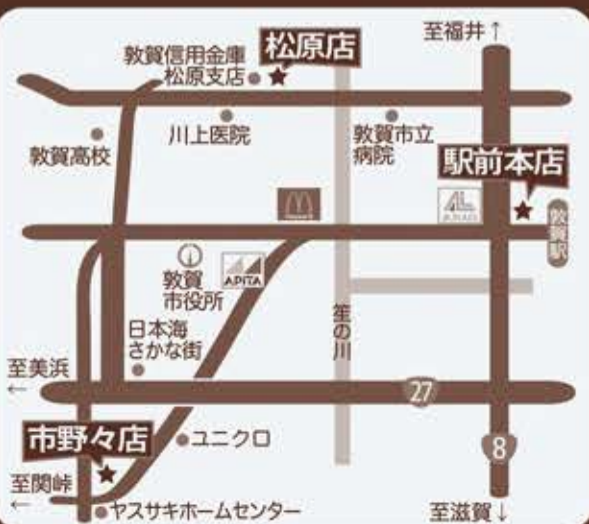 至福井↑
松原店
敦賀信用金庫
松原支店
川上医院
敦賀市立
病院
敦賀高校
駅前本店
敦賀駅
敦賀
市役所
APiTA
笙の川
日本海
さかな街
至美浜
←
27
市野々店
ユニクロ
8
至関峠
←
ヤスサキホームセンター
至滋賀↓